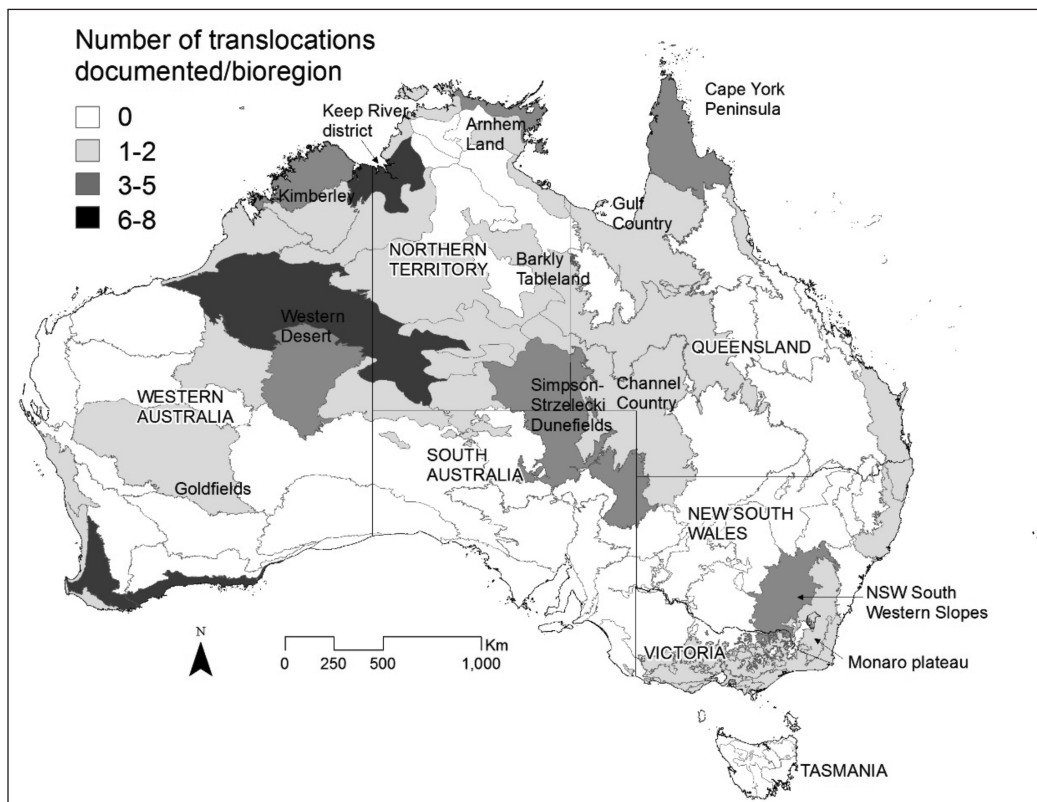 Number of translocations
documented/bioregion
0
1-2
3-5
6-8
Keep River
district
Arnhem
Land
Cape York
Peninsula
Kimberley
Gulf
Country
NORTHERN
TERRITORY
Barkly
Tableland
Western
Desert
QUEENSLAND
Simpson-
Strzelecki
Dunefields
Channel
Country
WESTERN
AUSTRALIA
SOUTH
AUSTRALIA
Goldfields
NEW SOUTH
WALES
NSW South
Western Slopes
N
Km
0 250 500 1,000
VICTORIA
Monaro plateau
TASMANIA